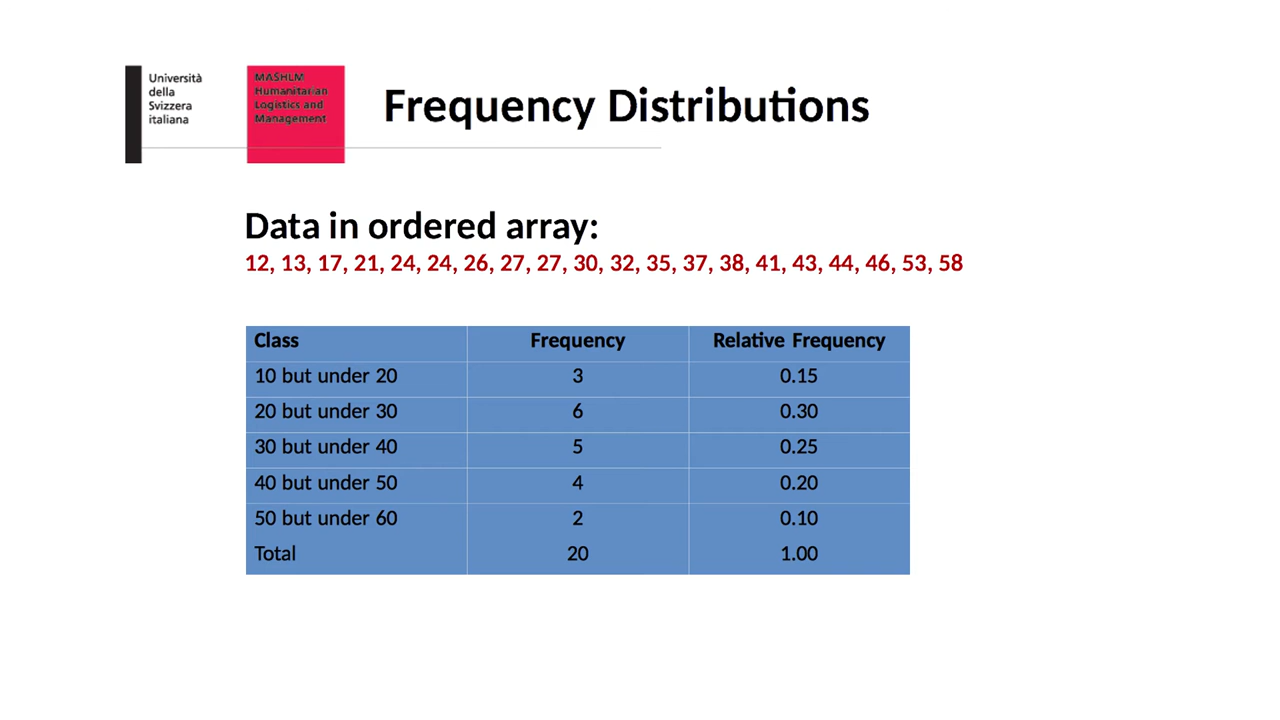 Università
della
Svizzera
italiana
MASHLM
Humanitarian
Logistics and
Management
Frequency Distributions
Data in ordered array:
12, 13, 17, 21, 24, 24, 26, 27, 27, 30, 32, 35, 37, 38, 41, 43, 44, 46, 53, 58
Class Frequency Relative Frequency
10 but under 20 3 0.15
20 but under 30 6 0.30
30 but under 40 5 0.25
40 but under 50 4 0.20
50 but under 60 2 0.10
Total 20 1.00